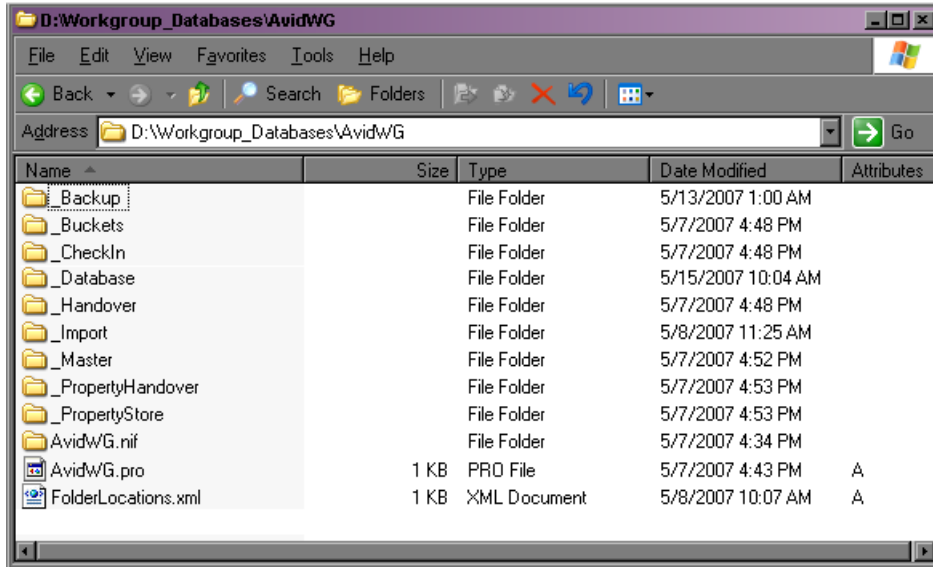 D:\Workgroup_Databases\AvidWG
File Edit View Favorites Tools Help
Back Search Folders
Address D:\Workgroup_Databases\AvidWG Go
Name Size Type Date Modified Attributes
_Backup File Folder 5/13/2007 1:00 AM
_Buckets File Folder 5/7/2007 4:48 PM
_CheckIn File Folder 5/7/2007 4:48 PM
_Database File Folder 5/15/2007 10:04 AM
_Handover File Folder 5/7/2007 4:48 PM
_Import File Folder 5/8/2007 11:25 AM
_Master File Folder 5/7/2007 4:52 PM
_PropertyHandover File Folder 5/7/2007 4:53 PM
_PropertyStore File Folder 5/7/2007 4:53 PM
AvidWG.nif File Folder 5/7/2007 4:34 PM
AvidWG.pro 1 KB PRO File 5/7/2007 4:43 PM A
FolderLocations.xml 1 KB XML Document 5/8/2007 10:07 AM A